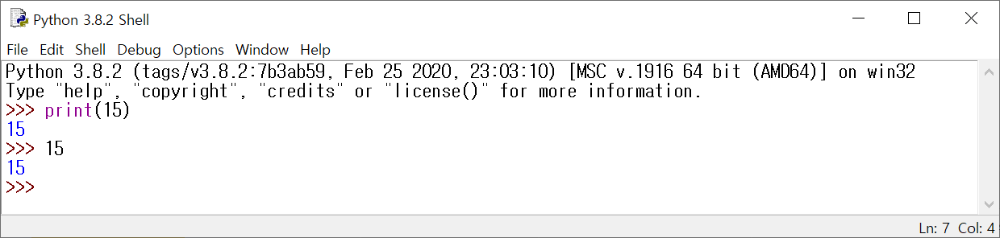 Python 3.8.2 Shell
File Edit Shell Debug Options Window Help
Python 3.8.2 (tags/v3.8.2:7b3ab59, Feb 25 2020, 23:03:10) [MSC v.1916 64 bit (AMD64)] on win32
Type "help", "copyright", "credits" or "license()" for more information.
>>> print(15)
15
>>> 15
15
>>>
Ln: 7 Col: 4